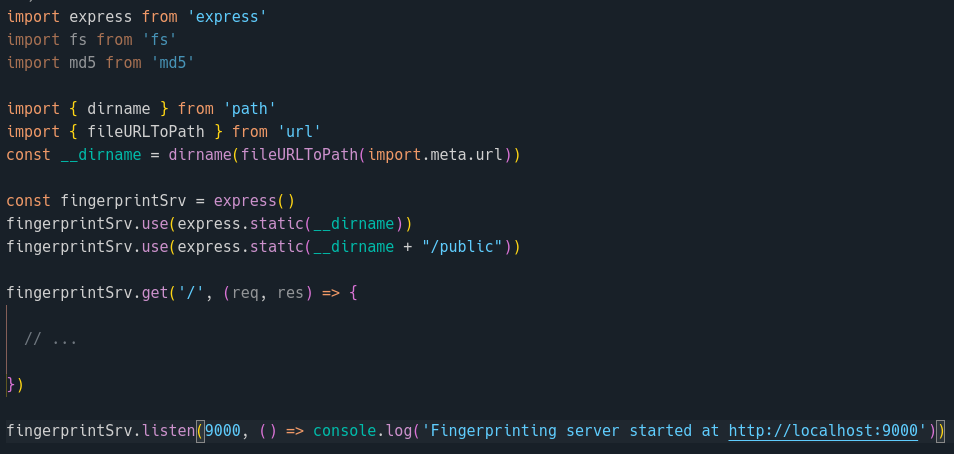 import express from 'express'
import fs from 'fs'
import md5 from 'md5'
import { dirname } from 'path'
import { fileURLToPath } from 'url'
const __dirname = dirname(fileURLToPath(import.meta.url))
const fingerprintSrv = express()
fingerprintSrv.use(express.static(__dirname))
fingerprintSrv.use(express.static(__dirname + "/public"))
fingerprintSrv.get('/', (req, res) => {
// ...
})
fingerprintSrv.listen(9000, () => console.log('Fingerprinting server started at http://localhost:9000'))